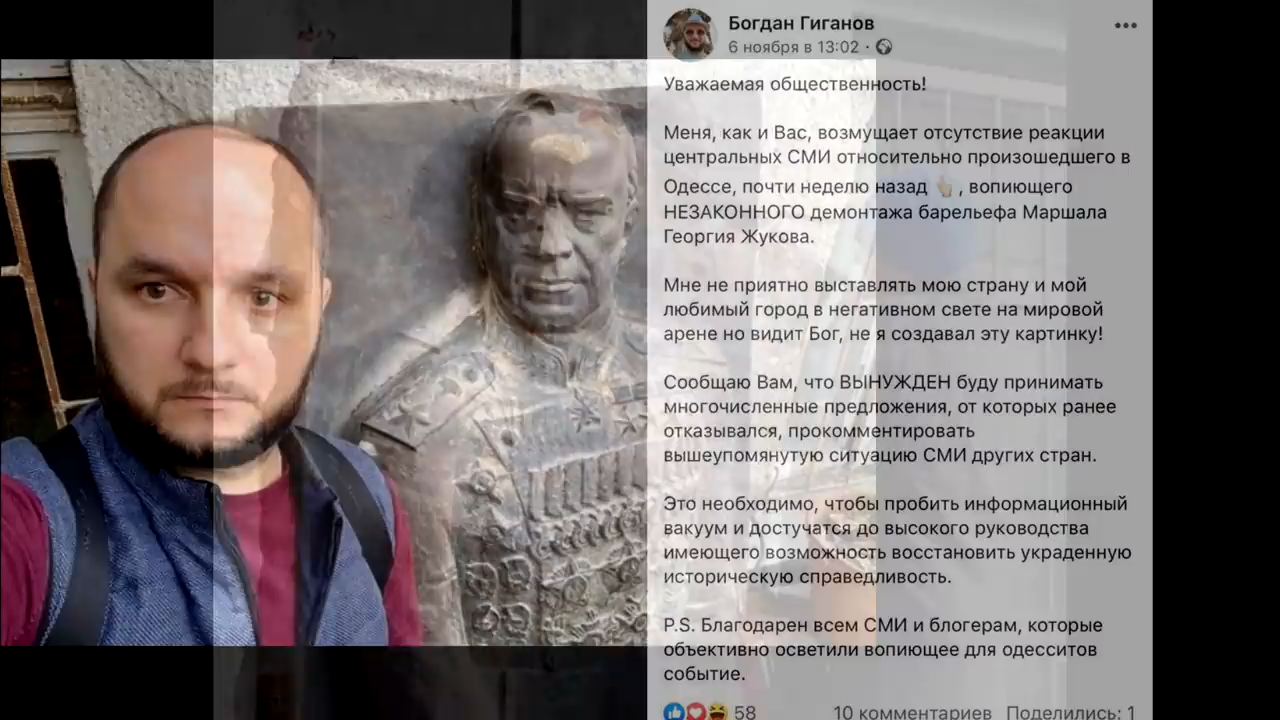 Богдан Гиганов
6 ноября в 13:02 ·
Уважаемая общественность!
Меня, как и Вас, возмущает отсутствие реакции
центральных СМИ относительно произошедшего в
Одессе, почти неделю назад 👆🏼, вопиющего
НЕЗАКОННОГО демонтажа барельефа Маршала
Георгия Жукова.
Мне не приятно выставлять мою страну и мой
любимый город в негативном свете на мировой
арене но видит Бог, не я создавал эту картинку!
Сообщаю Вам, что ВЫНУЖДЕН буду принимать
многочисленные предложения, от которых ранее
отказывался, прокомментировать
вышеупомянутую ситуацию СМИ других стран.
Это необходимо, чтобы пробить информационный
вакуум и достучатся до высокого руководства
имеющего возможность восстановить украденную
историческую справедливость.
P.S. Благодарен всем СМИ и блогерам, которые
объективно осветили вопиющее для одесситов
событие.
58 10 комментариев Поделились: 1